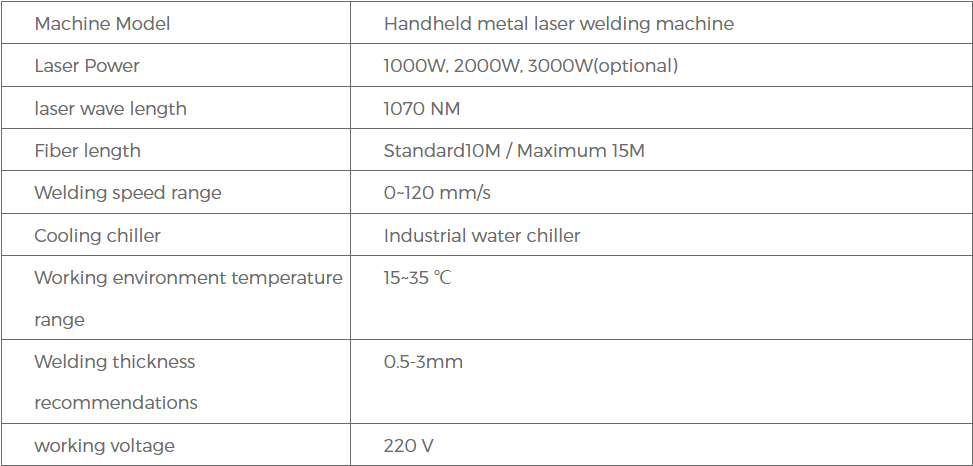 Machine Model Handheld metal laser welding machine
Laser Power 1000W, 2000W, 3000W(optional)
laser wave length 1070 NM
Fiber length Standard10M / Maximum 15M
Welding speed range 0~120 mm/s
Cooling chiller Industrial water chiller
Working environment temperature 15~35 ℃
range
Welding thickness 0.5-3mm
recommendations
working voltage 220 V